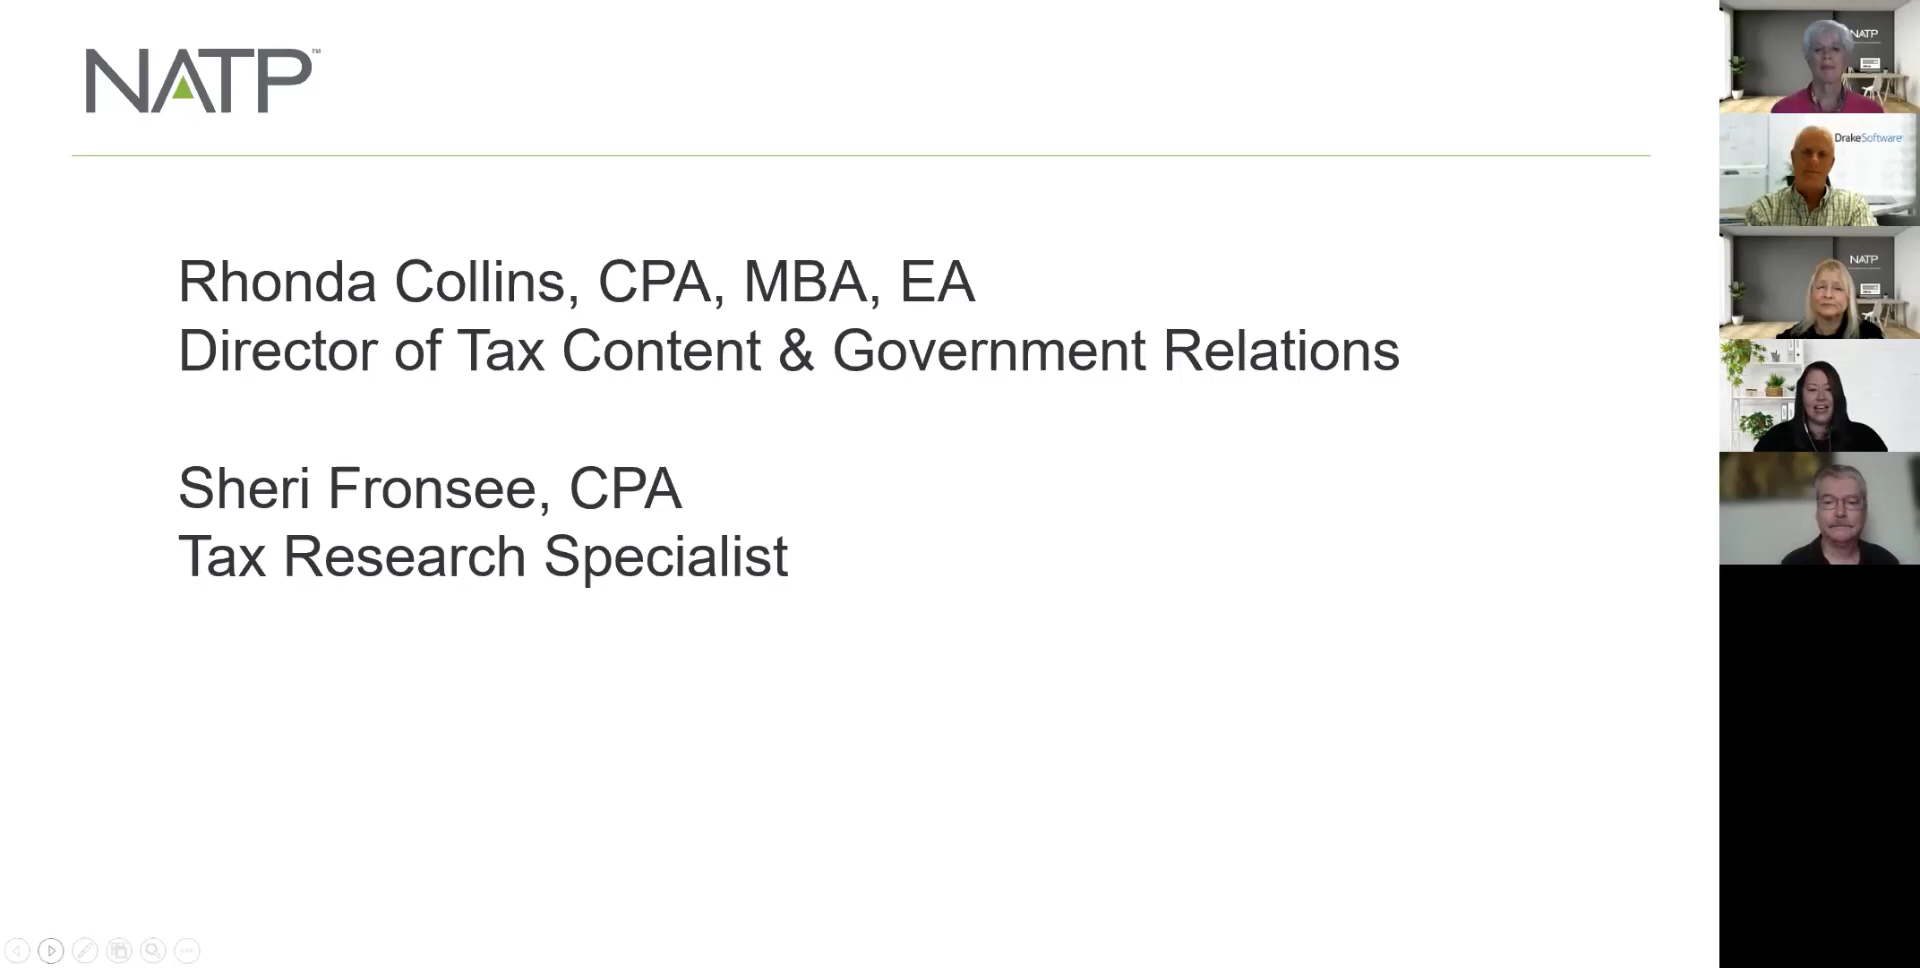 NATP™
Rhonda Collins, CPA, MBA, EA
Director of Tax Content & Government Relations
Sheri Fronsee, CPA
Tax Research Specialist
NATP
DrakeSoftware
NATP